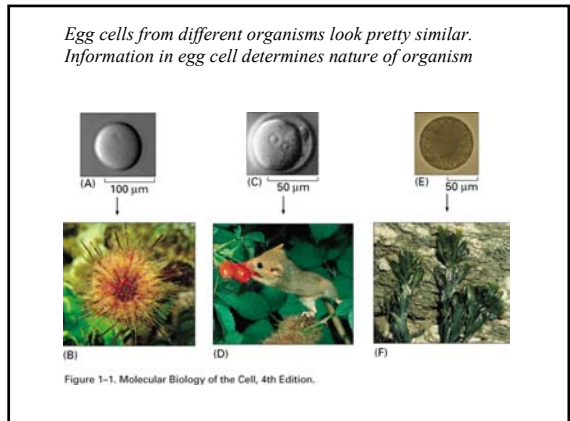 Egg cells from different organisms look pretty similar.
Information in egg cell determines nature of organism
(A) 100 μm
(C) 50 μm
(E) 50 μm
(B)
(D)
(F)
Figure 1–1. Molecular Biology of the Cell, 4th Edition.